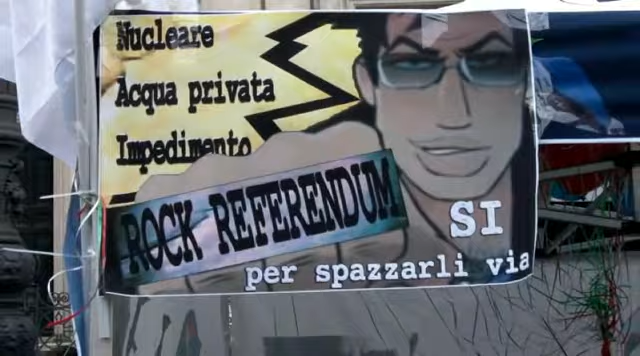 Nucleare
Acqua privata
Impedimento
ROCK REFERENDUM
SI
per spazzarli via